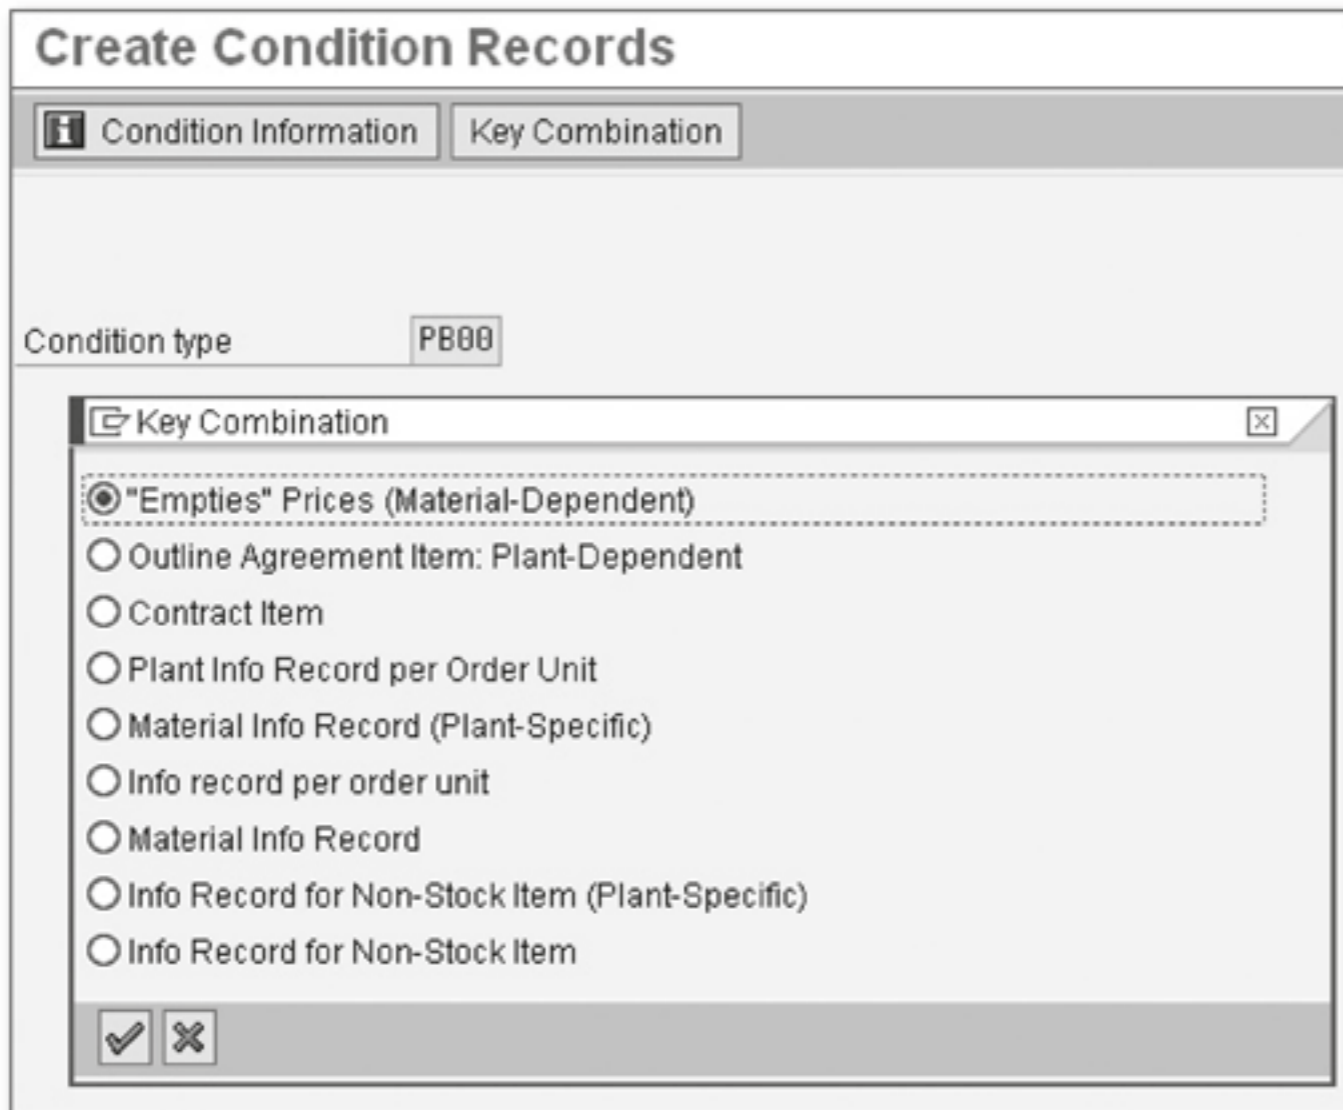 Create Condition Records
Condition Information Key Combination
Condition type PB00
Key Combination
"Empties" Prices (Material-Dependent)
Outline Agreement Item: Plant-Dependent
Contract Item
Plant Info Record per Order Unit
Material Info Record (Plant-Specific)
Info record per order unit
Material Info Record
Info Record for Non-Stock Item (Plant-Specific)
Info Record for Non-Stock Item